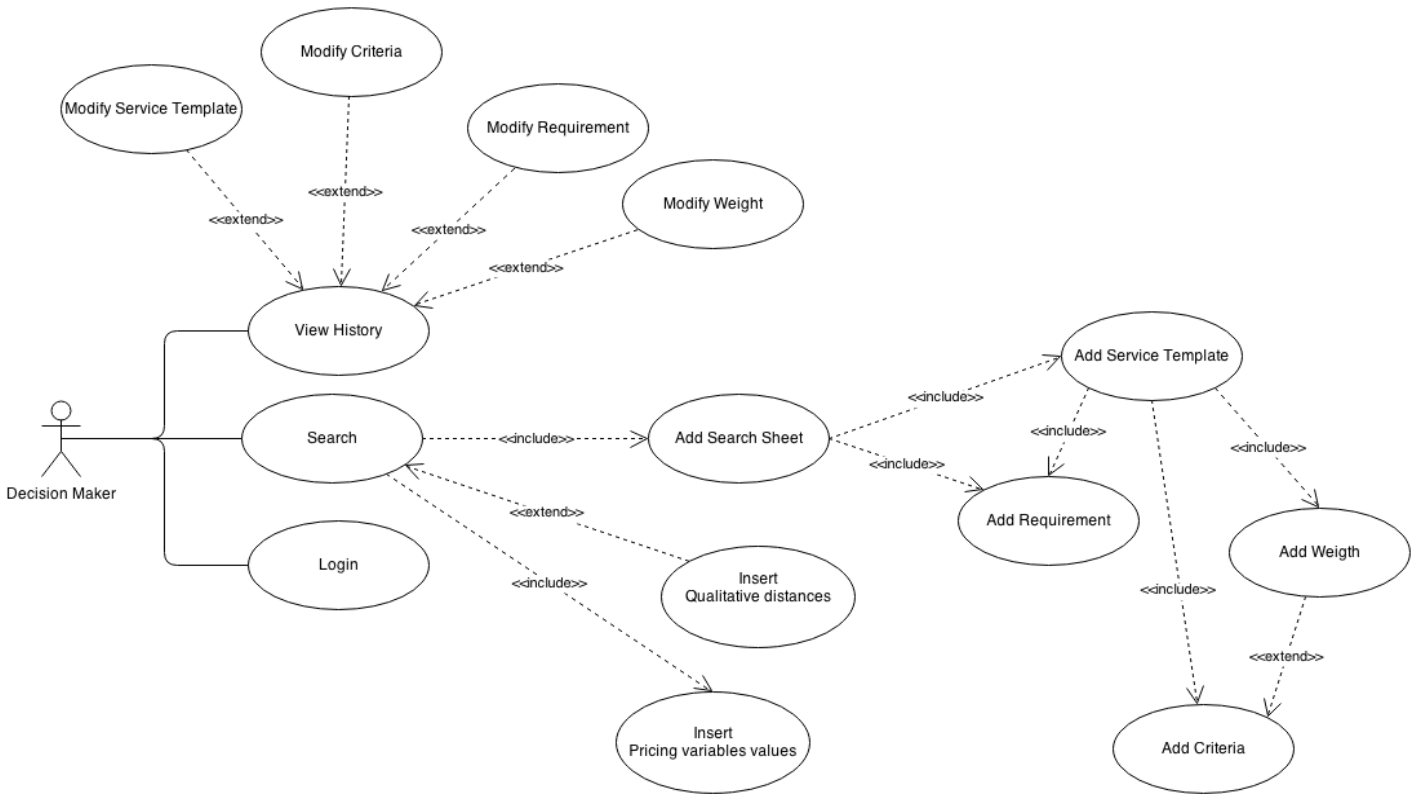 Modify Criteria
Modify Service Template
Modify Requirement
<<extend>>
Modify Weight
<<extend>>
<<extend>>
<<extend>>
View History
Add Service Template
<<include>>
<<include>>
Search
<<include>>
Add Search Sheet
<<include>>
<<include>>
Decision Maker
<<extend>>
Add Requirement
Add Weigth
Login
Insert
Qualitative distances
<<include>>
<<include>>
<<extend>>
Insert
Pricing variables values
Add Criteria